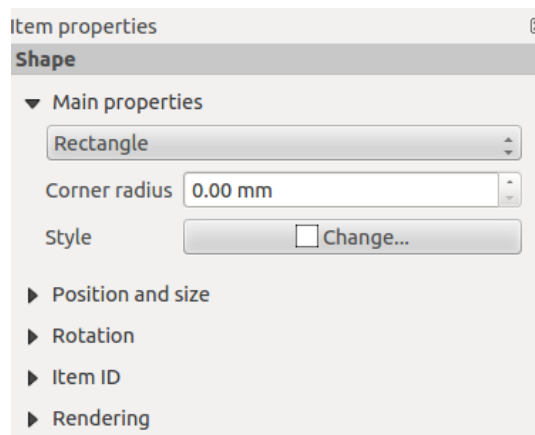 Item properties
Shape
Main properties
Rectangle
Corner radius 0.00 mm
Style Change...
Position and size
Rotation
Item ID
Rendering